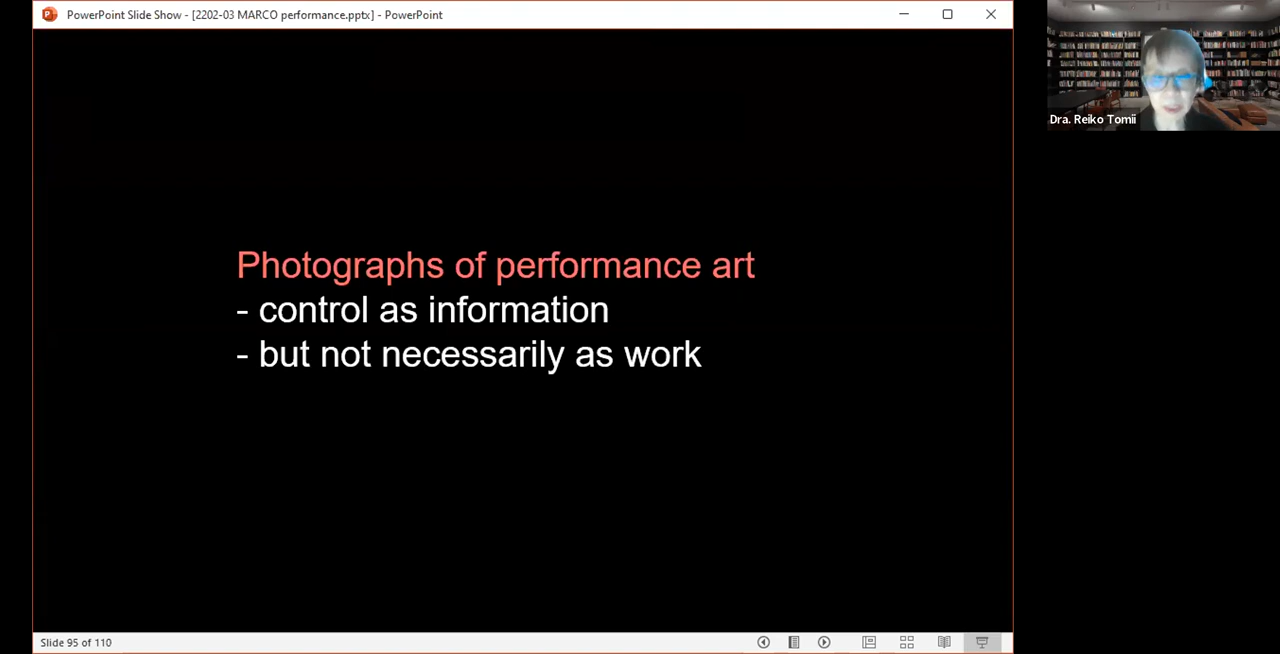 PowerPoint Slide Show - [2202-03 MARCO performance.pptx] - PowerPoint
Dra. Reiko Tomii
Photographs of performance art
- control as information
- but not necessarily as work
Slide 95 of 110